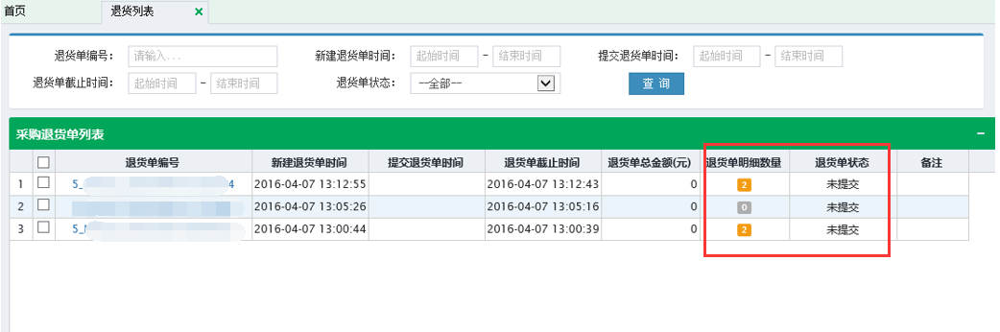 首页 退货列表 ×
退货单编号： 请输入... 新建退货单时间： 起始时间 - 结束时间 提交退货单时间： 起始时间 - 结束时间
退货单截止时间： 起始时间 - 结束时间 退货单状态： --全部-- 查 询
采购退货单列表 −
退货单编号 新建退货单时间 提交退货单时间 退货单截止时间 退货单总金额(元) 退货单明细数量 退货单状态 备注
1 5_ 4 2016-04-07 13:12:55 2016-04-07 13:12:43 0 2 未提交
2 2016-04-07 13:05:26 2016-04-07 13:05:16 0 0 未提交
3 5_ 2016-04-07 13:00:44 2016-04-07 13:00:39 0 2 未提交